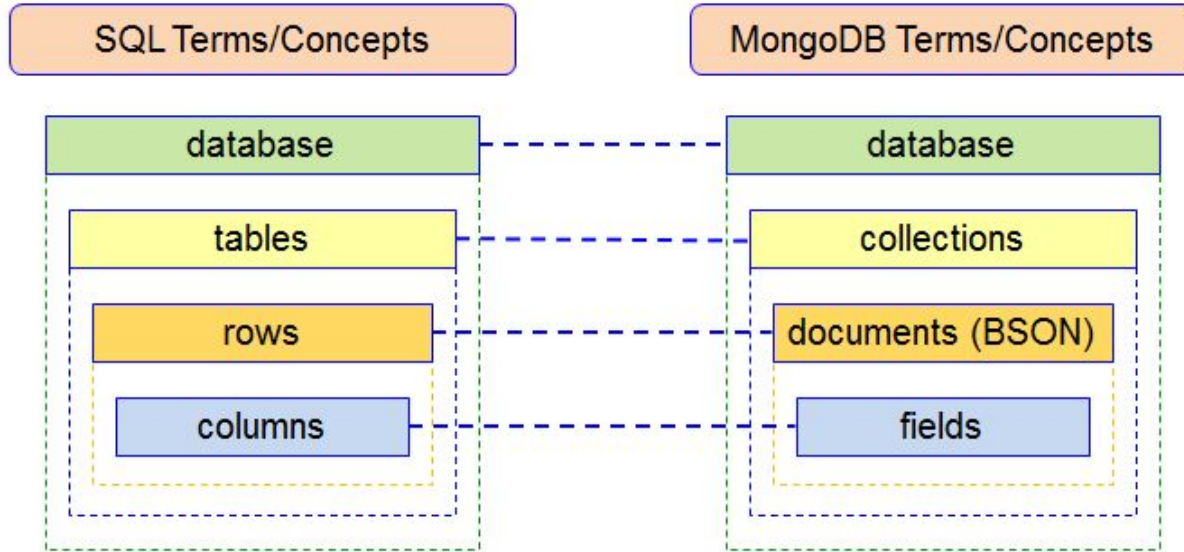 SQL Terms/Concepts
MongoDB Terms/Concepts
database
database
tables
collections
rows
documents (BSON)
columns
fields